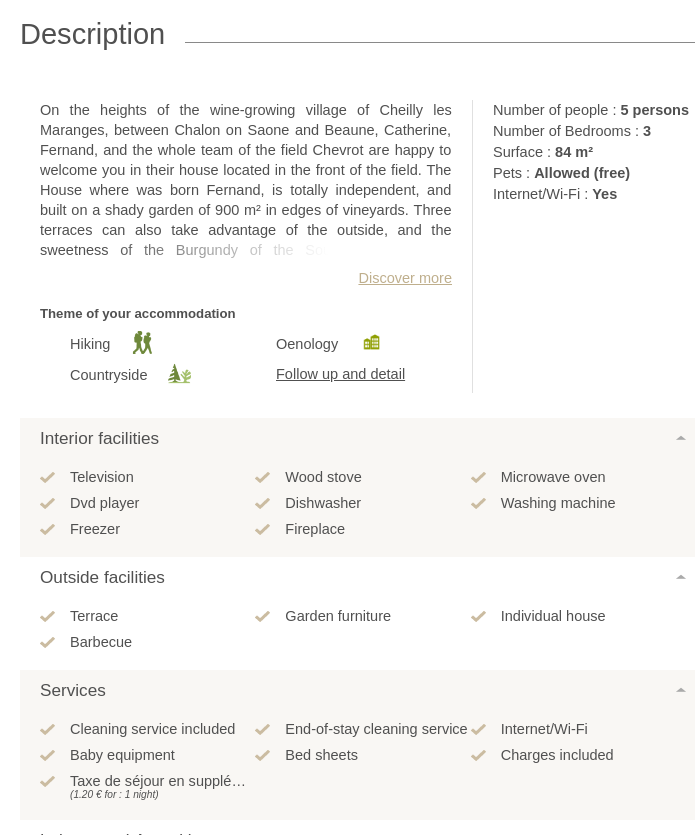 Description
On the heights of the wine-growing village of Cheilly les
Maranges, between Chalon on Saone and Beaune, Catherine,
Fernand, and the whole team of the field Chevrot are happy to
welcome you in their house located in the front of the field. The
House where was born Fernand, is totally independent, and
built on a shady garden of 900 m² in edges of vineyards. Three
terraces can also take advantage of the outside, and the
sweetness of the Burgundy of the
Discover more
Number of people : 5 persons
Number of Bedrooms : 3
Surface : 84 m²
Pets : Allowed (free)
Internet/Wi-Fi : Yes
Theme of your accommodation
Hiking
Oenology
Countryside
Follow up and detail
Interior facilities
Television
Wood stove
Microwave oven
Dvd player
Dishwasher
Washing machine
Freezer
Fireplace
Outside facilities
Terrace
Garden furniture
Individual house
Barbecue
Services
Cleaning service included
End-of-stay cleaning service
Internet/Wi-Fi
Baby equipment
Bed sheets
Charges included
Taxe de séjour en supplé…
(1.20 € for : 1 night)